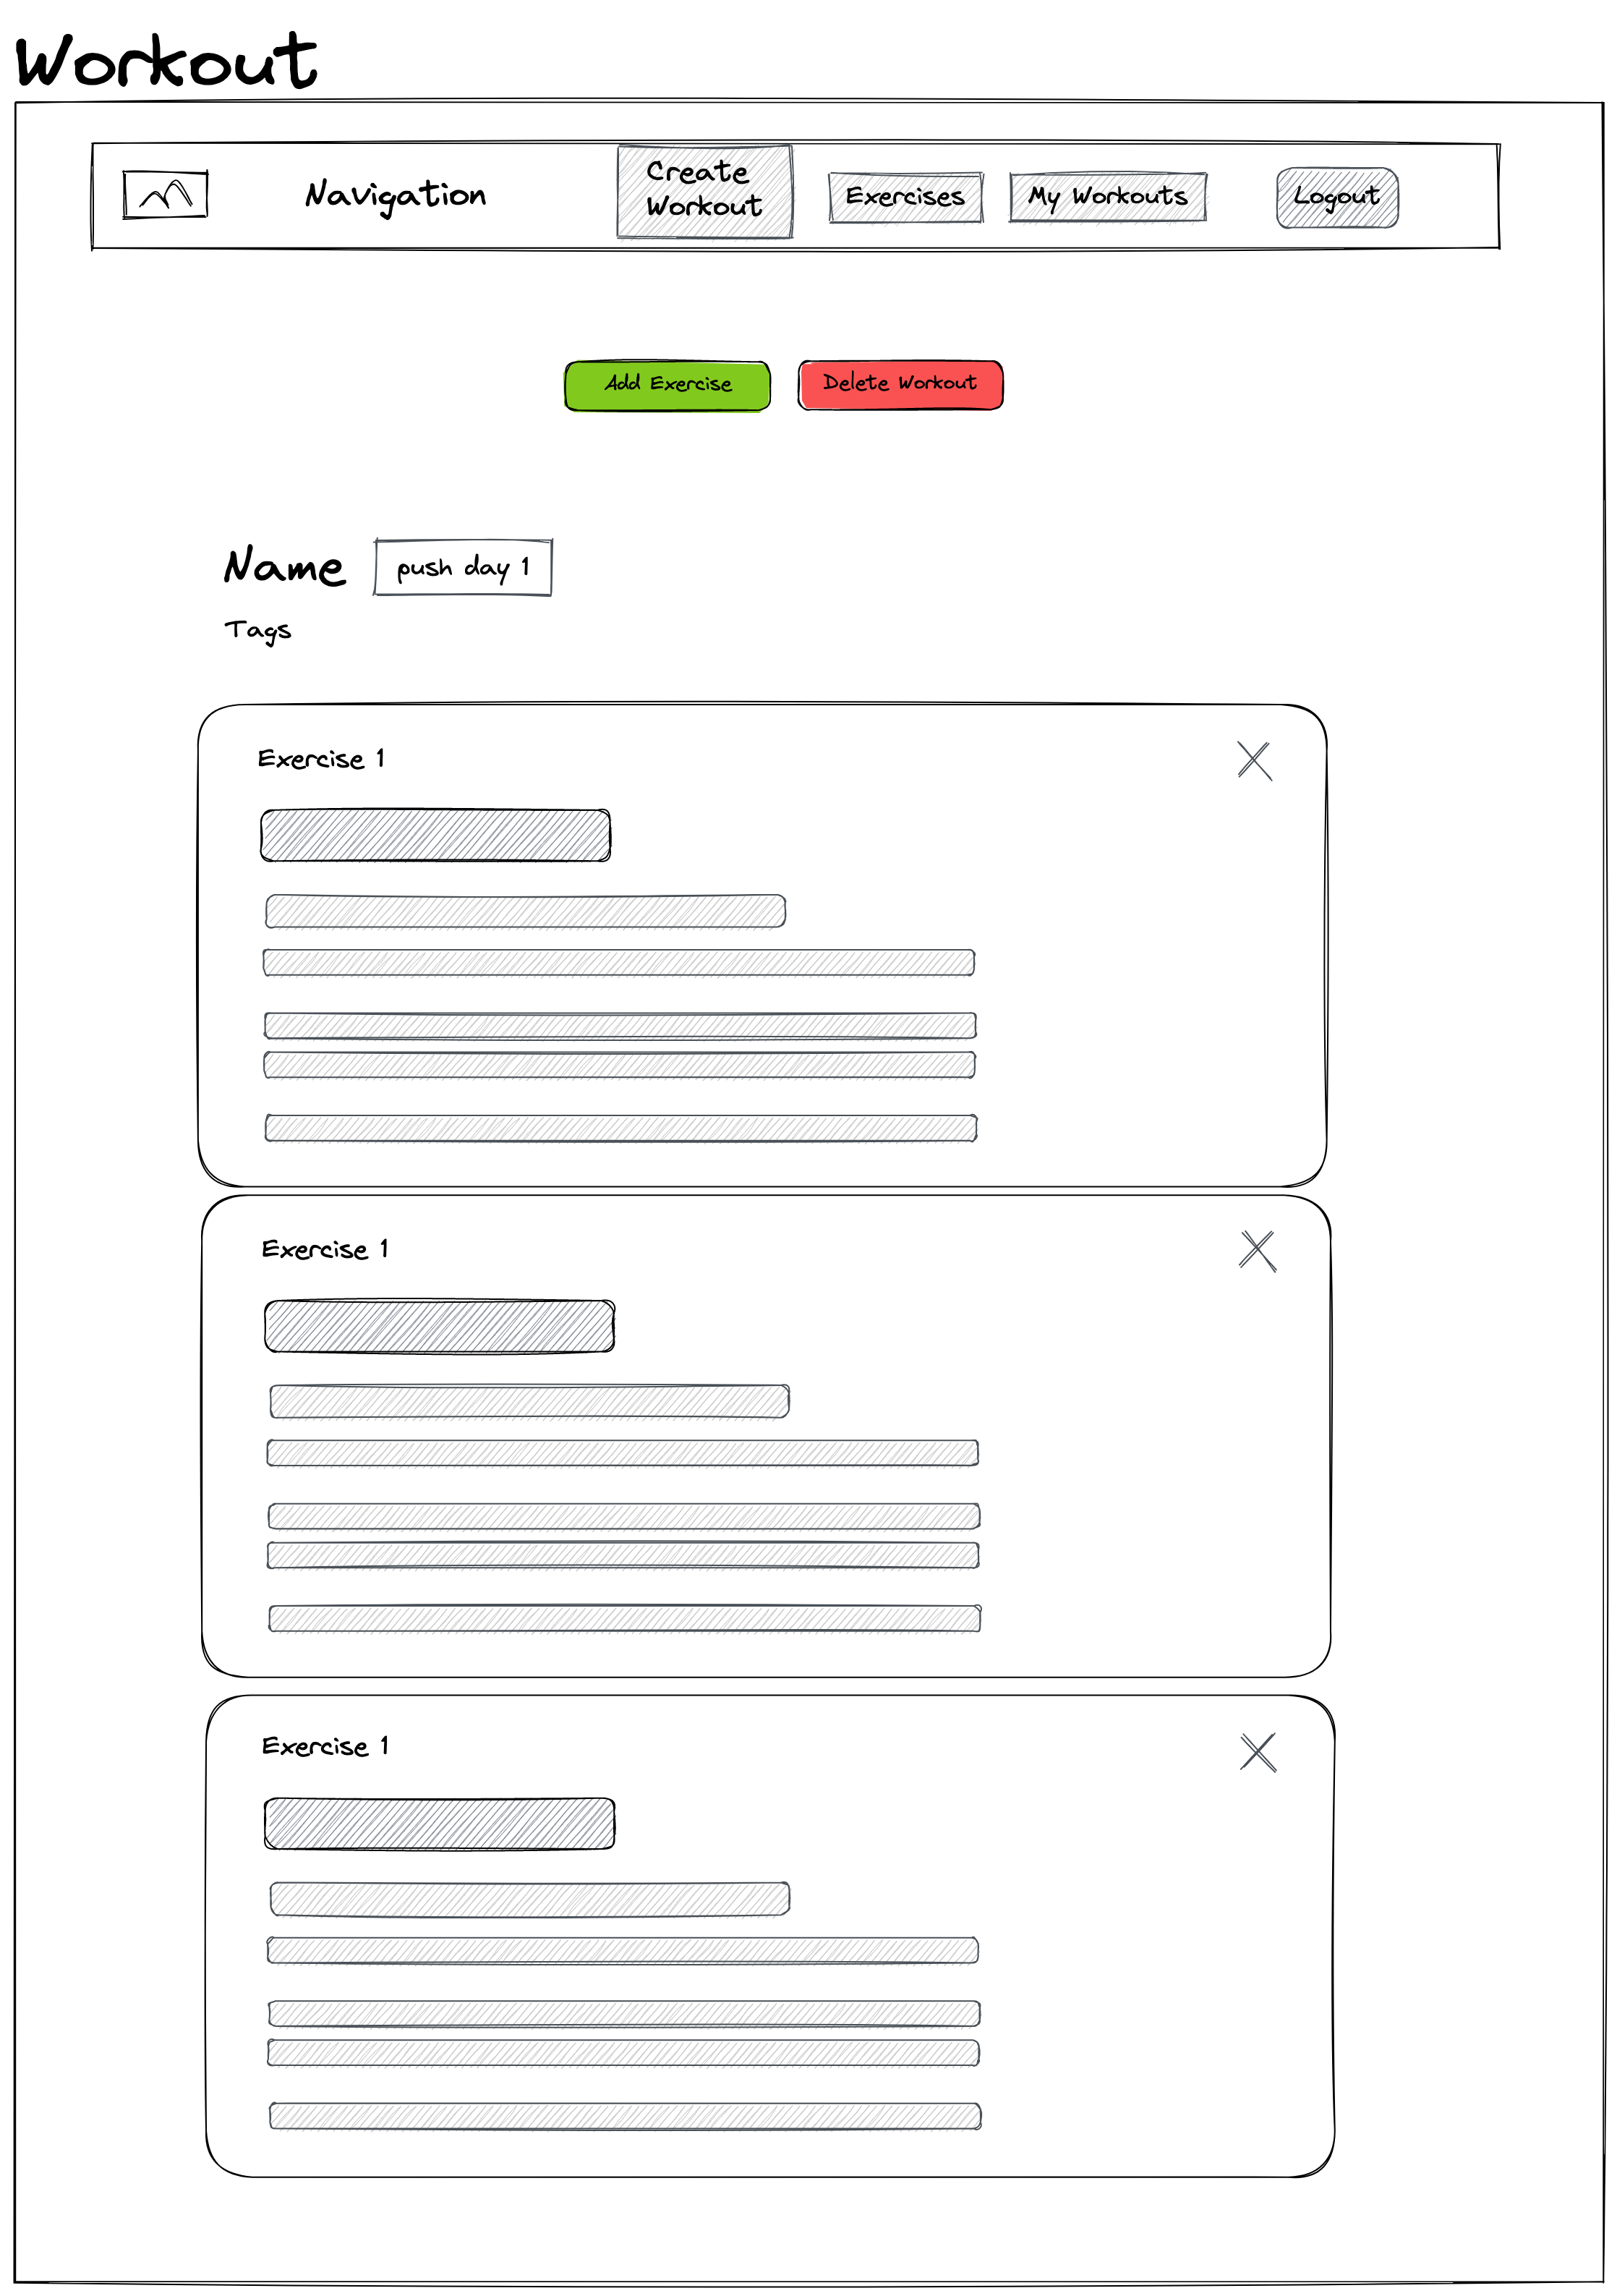 Workout
Navigation
Create
Workout
Exercises
My Workouts
Logout
Add Exercise
Delete Workout
Name
push day 1
Tags
Exercise 1
Exercise 1
Exercise 1